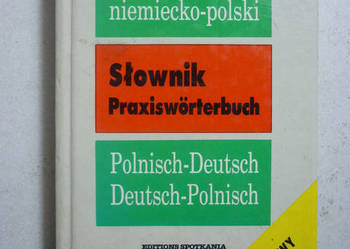 niemiecko-polski
Słownik
Praxiswörterbuch
Polnisch-Deutsch
Deutsch-Polnisch
EDITIONS SPOTKANIA